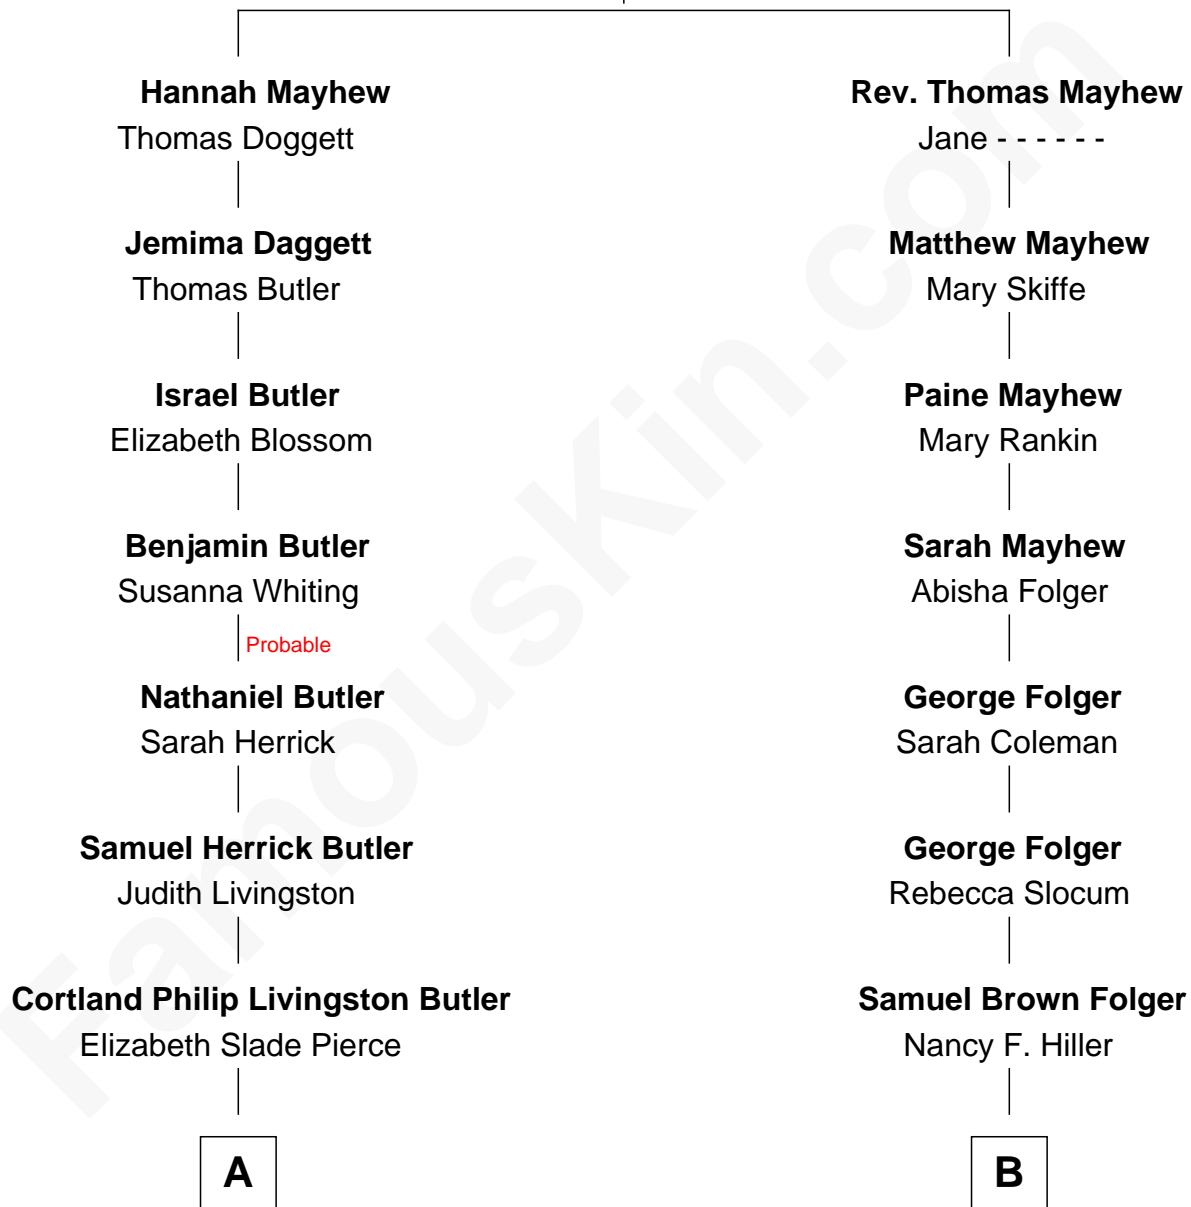 Hannah Mayhew
Thomas Doggett
Rev. Thomas Mayhew
Jane - - - - - -
Jemima Daggett
Thomas Butler
Matthew Mayhew
Mary Skiffe
Israel Butler
Elizabeth Blossom
Paine Mayhew
Mary Rankin
Benjamin Butler
Susanna Whiting
Sarah Mayhew
Abisha Folger
Probable
Nathaniel Butler
Sarah Herrick
George Folger
Sarah Coleman
Samuel Herrick Butler
Judith Livingston
George Folger
Rebecca Slocum
Cortland Philip Livingston Butler
Elizabeth Slade Pierce
Samuel Brown Folger
Nancy F. Hiller
A
B
FamousKin.com